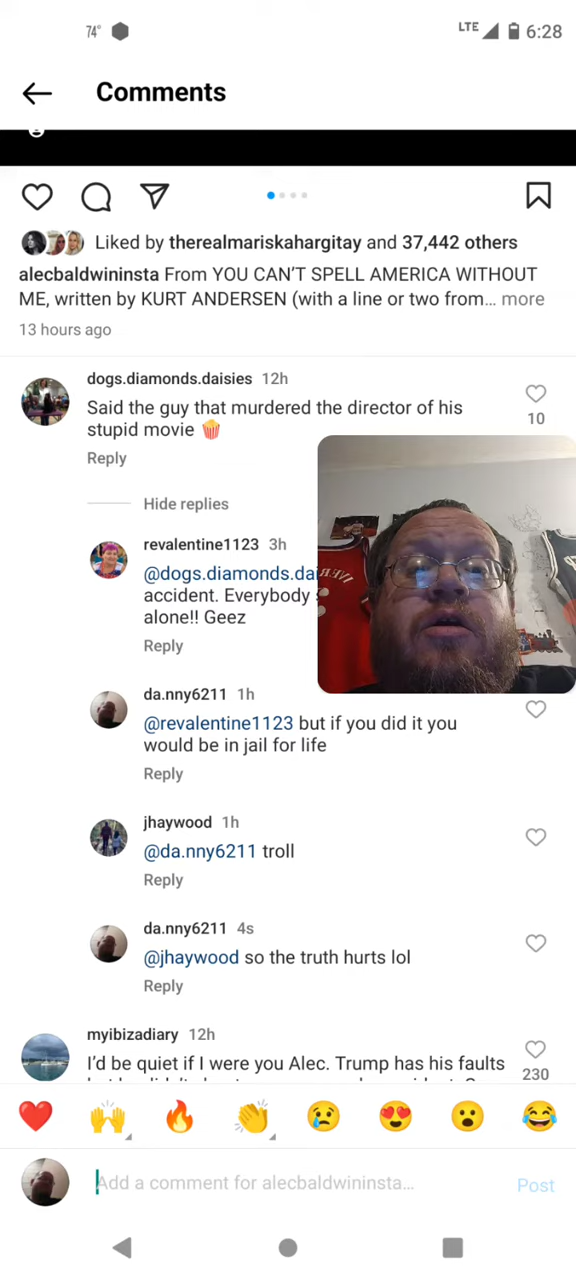 74° LTE 6:28
Comments
Liked by therealmariskahargitay and 37,442 others
alecbaldwininsta From YOU CAN'T SPELL AMERICA WITHOUT
ME, written by KURT ANDERSEN (with a line or two from... more
13 hours ago
dogs.diamonds.daisies 12h
Said the guy that murdered the director of his
stupid movie 🍿
10
Reply
Hide replies
revalentine1123 3h
@dogs.diamonds.dai
accident. Everybody
alone!! Geez
Reply
da.nny6211 1h
@revalentine1123 but if you did it you
would be in jail for life
Reply
jhaywood 1h
@da.nny6211 troll
Reply
da.nny6211 4s
@jhaywood so the truth hurts lol
Reply
myibizadiary 12h
I'd be quiet if I were you Alec. Trump has his faults
230
Add a comment for alecbaldwininsta...
Post